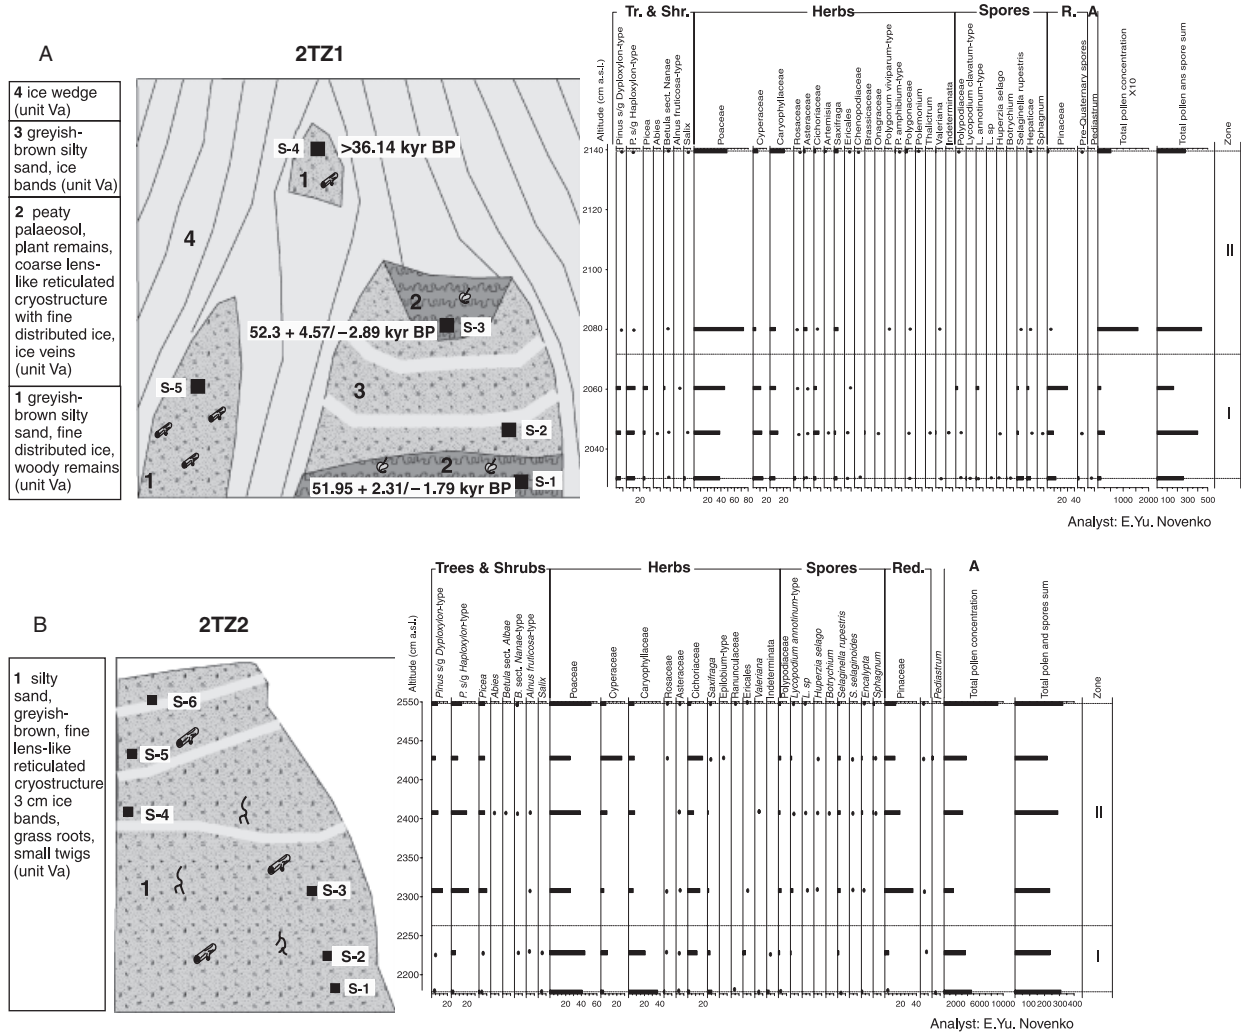 A
2TZ1
4 ice wedge
(unit Va)
3 greyish-
brown silty
sand, ice
bands (unit Va)
2 peaty
palaeosol,
plant remains,
coarse lens-
like reticulated
cryostructure
with fine
distributed ice,
ice veins
(unit Va)
1 greyish-
brown silty
sand, fine
distributed ice,
woody remains
(unit Va)
S-4
>36.14 kyr BP
1
4
2
52.3 + 4.57/−2.89 kyr BP
S-3
S-5
3
S-2
1
2
51.95 + 2.31/−1.79 kyr BP
S-1
Tr. & Shr.
Herbs
Spores
R.
A
Altitude (cm a.s.l.)
Pinus s/g Dyploxylon-type
P. s/g Haploxylon-type
Picea
Abies
Betula sect. Nanae
Alnus fruticosa-type
Salix
Poaceae
Cyperaceae
Caryophyllaceae
Rosaceae
Asteraceae
Cichoriaceae
Artemisia
Saxifraga
Ericales
Chenopodiaceae
Brassicaceae
Onagraceae
Polygonum viviparum-type
P. amphibium-type
Polygonaceae
Polemonium
Thalictrum
Valeriana
Indeterminata
Polypodiaceae
Lycopodium clavatum-type
L. annotinum-type
L. sp
Huperzia selago
Botrychium
Selaginella rupestris
Hepaticae
Sphagnum
Pinaceae
Pre-Quaternary spores
Pediastrum
Total pollen concentration
X10
Total pollen ans spore sum
Zone
2140
2120
2100
2080
2060
2040
II
I
20 20 40 60 80 20 20 20 40 1000 2000 100 300 500
Analyst: E.Yu. Novenko
B
2TZ2
1 silty
sand,
greyish-
brown, fine
lens-like
reticulated
cryostructure
3 cm ice
bands,
grass roots,
small twigs
(unit Va)
S-6
S-5
S-4
1
S-3
S-2
S-1
Trees & Shrubs
Herbs
Spores
Red.
A
Altitude (cm a.s.l.)
Pinus s/g Dyploxylon-type
P. s/g Haploxylon-type
Picea
Abies
Betula sect. Albae
B. sect. Nanae-type
Alnus fruticosa-type
Salix
Poaceae
Cyperaceae
Caryophyllaceae
Rosaceae
Asteraceae
Cichoriaceae
Saxifraga
Epilobum-type
Ranunculaceae
Ericales
Valeriana
Indeterminata
Polypodiaceae
Lycopodium annotinum-type
L. sp
Huperzia selago
Botrychium
Selaginella rupestris
S. selaginoides
Encalypta
Sphagnum
Pinaceae
Pediastrum
Total pollen concentration
Total polen and spores sum
Zone
2550
2450
2400
2400
2350
2300
2250
2200
II
I
20 20 20 40 60 20 20 40 20 20 40 2000 6000 10000 100 200 300 400
Analyst: E.Yu. Novenko